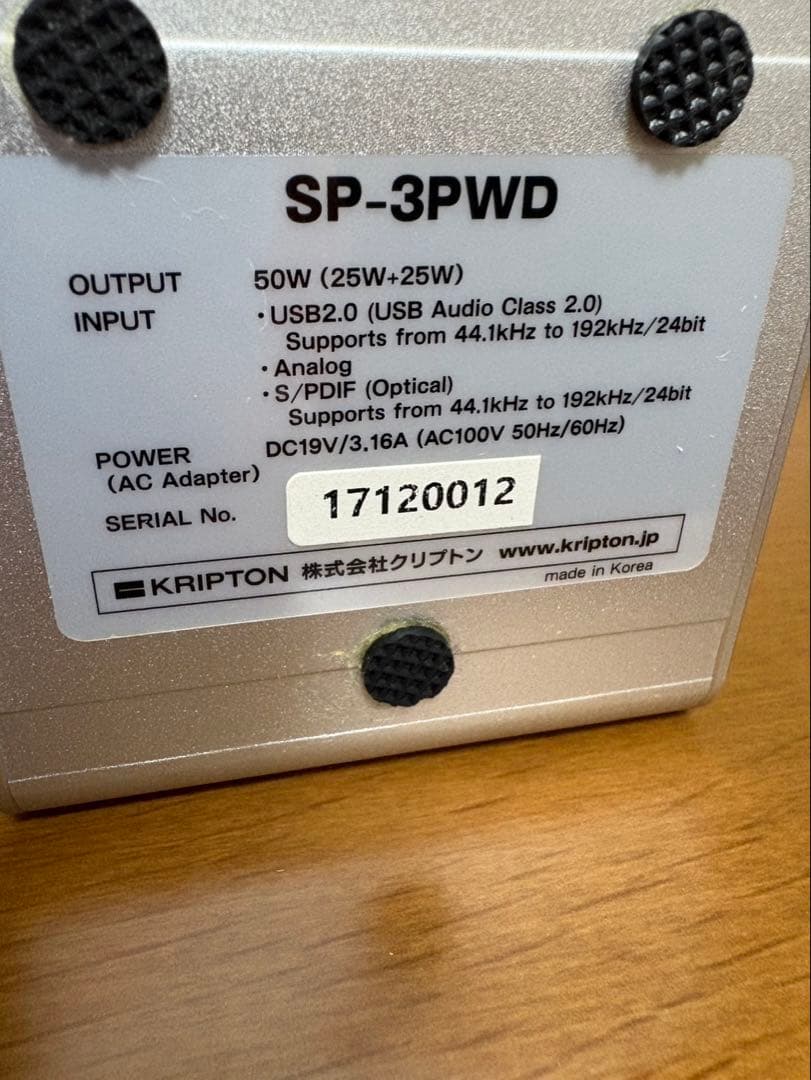 SP-3PWD
OUTPUT 50W (25W+25W)
INPUT ・USB2.0 (USB Audio Class 2.0)
Supports from 44.1kHz to 192kHz/24bit
・Analog
・S/PDIF (Optical)
Supports from 44.1kHz to 192kHz/24bit
POWER DC19V/3.16A (AC100V 50Hz/60Hz)
(AC Adapter)
SERIAL No. 17120012
KRIPTON 株式会社クリプトン www.kripton.jp
made in Korea